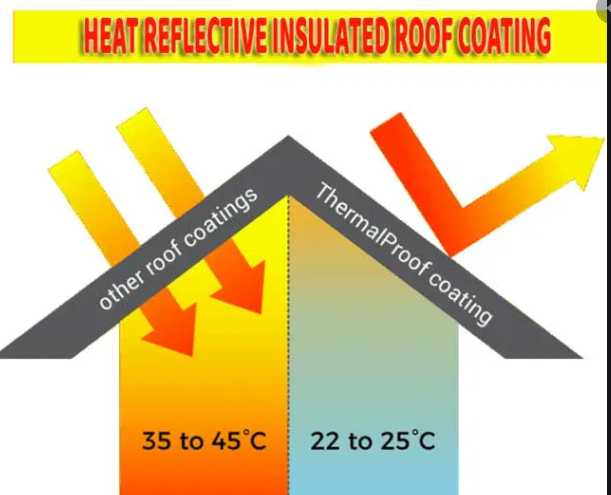 HEAT REFLECTIVE INSULATED ROOF COATING
other roof coatings
ThermalProof coating
35 to 45°C
22 to 25°C